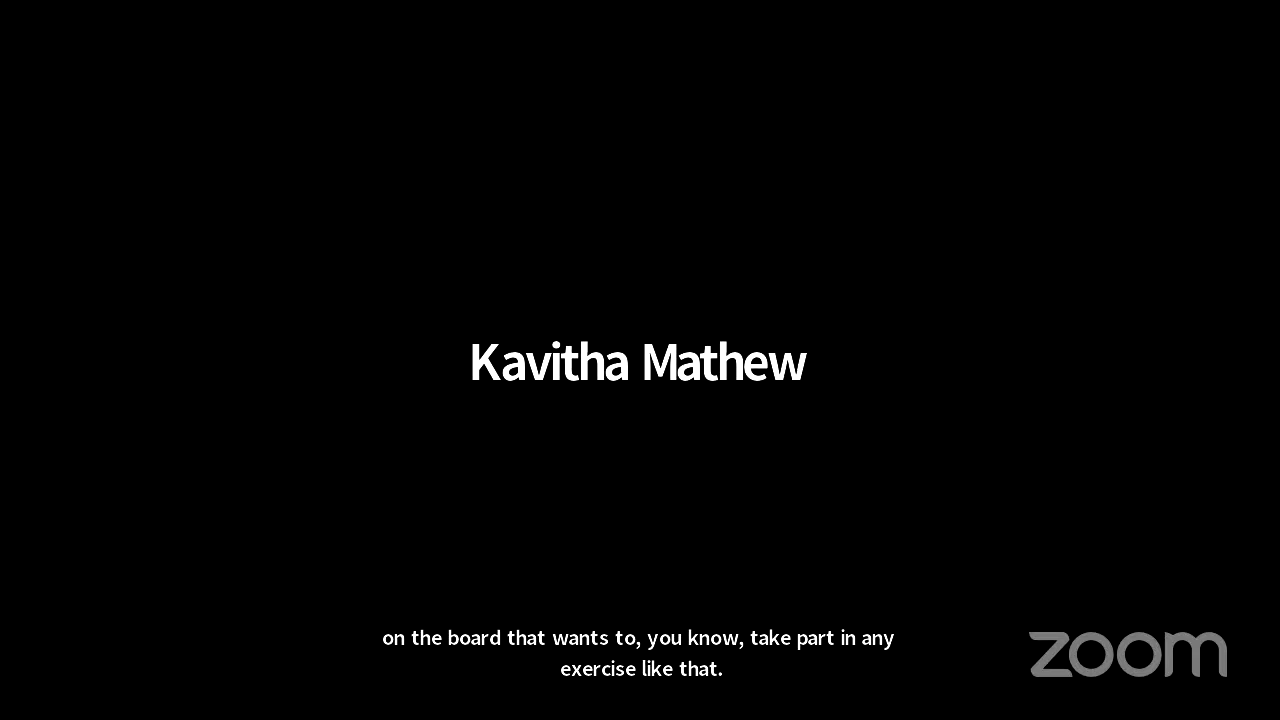 Kavitha Mathew
on the board that wants to, you know, take part in any
exercise like that.
zoom